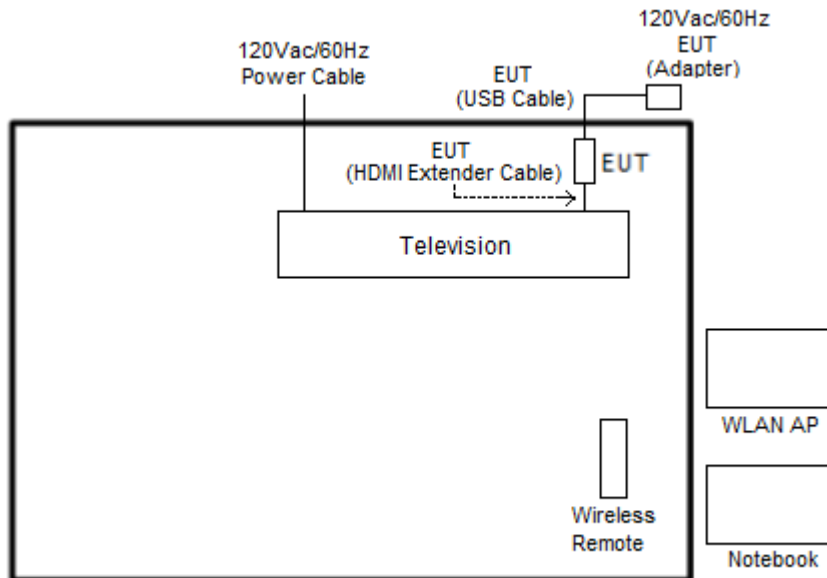 120Vac/60Hz
EUT
(Adapter)
120Vac/60Hz
Power Cable
EUT
(USB Cable)
EUT
(HDMI Extender Cable)
EUT
Television
WLAN AP
Wireless
Remote
Notebook